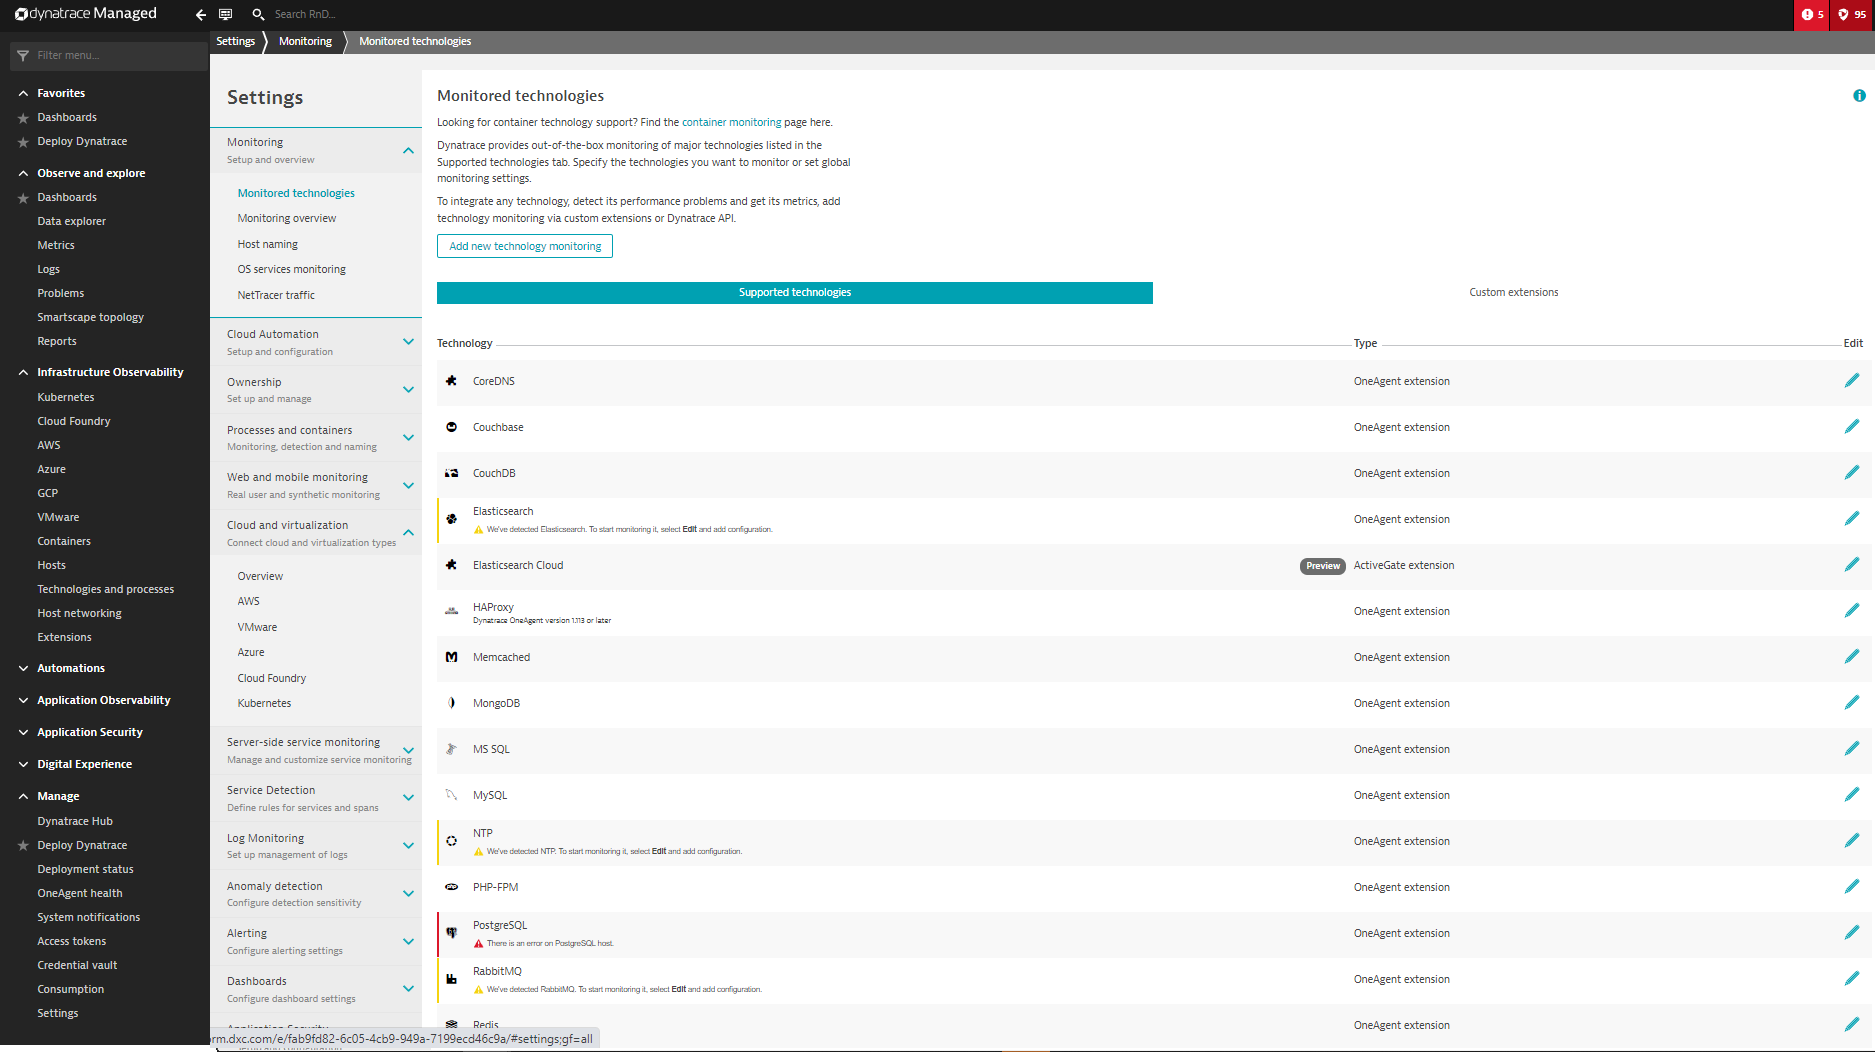 dynatrace Managed
Search RnD...
5
95
Filter menu...
Favorites
Dashboards
Deploy Dynatrace
Observe and explore
Dashboards
Data explorer
Metrics
Logs
Problems
Smartscape topology
Reports
Infrastructure Observability
Kubernetes
Cloud Foundry
AWS
Azure
GCP
VMware
Containers
Hosts
Technologies and processes
Host networking
Extensions
Automations
Application Observability
Application Security
Digital Experience
Manage
Dynatrace Hub
Deploy Dynatrace
Deployment status
OneAgent health
System notifications
Access tokens
Credential vault
Consumption
Settings
Settings Monitoring Monitored technologies
Settings
Monitoring
Setup and overview
Monitored technologies
Monitoring overview
Host naming
OS services monitoring
NetTracer traffic
Cloud Automation
Setup and configuration
Ownership
Set up and manage
Processes and containers
Monitoring, detection and naming
Web and mobile monitoring
Real user and synthetic monitoring
Cloud and virtualization
Connect cloud and virtualization types
Overview
AWS
VMware
Azure
Cloud Foundry
Kubernetes
Server-side service monitoring
Manage and customize service monitoring
Service Detection
Define rules for services and spans
Log Monitoring
Set up management of logs
Anomaly detection
Configure detection sensitivity
Alerting
Configure alerting settings
Dashboards
Configure dashboard settings
rm.dxc.com/e/fab9fd82-6c05-4cb9-949a-7199ecd46c9a/#settings;gf=all
Monitored technologies
Looking for container technology support? Find the container monitoring page here.
Dynatrace provides out-of-the-box monitoring of major technologies listed in the
Supported technologies tab. Specify the technologies you want to monitor or set global
monitoring settings.
To integrate any technology, detect its performance problems and get its metrics, add
technology monitoring via custom extensions or Dynatrace API.
Add new technology monitoring
Supported technologies
Custom extensions
Technology Type Edit
CoreDNS OneAgent extension
Couchbase OneAgent extension
CouchDB OneAgent extension
Elasticsearch
We've detected Elasticsearch. To start monitoring it, select Edit and add configuration.
OneAgent extension
Elasticsearch Cloud Preview ActiveGate extension
HAProxy
Dynatrace OneAgent version 1.113 or later
OneAgent extension
Memcached OneAgent extension
MongoDB OneAgent extension
MS SQL OneAgent extension
MySQL OneAgent extension
NTP
We've detected NTP. To start monitoring it, select Edit and add configuration.
OneAgent extension
PHP-FPM OneAgent extension
PostgreSQL
There is an error on PostgreSQL host.
OneAgent extension
RabbitMQ
We've detected RabbitMQ. To start monitoring it, select Edit and add configuration.
OneAgent extension
Redis OneAgent extension